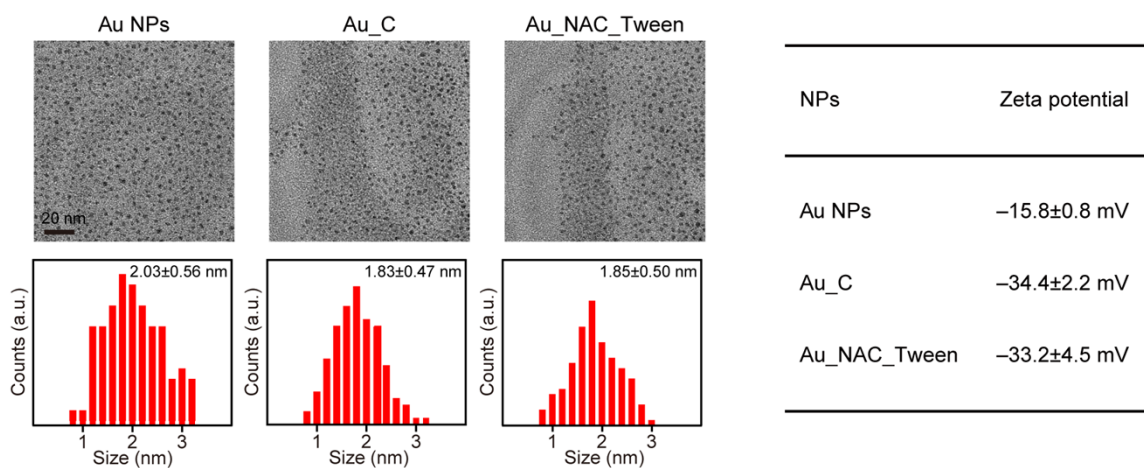 Au NPs
Au_C
Au_NAC_Tween
20 nm
2.03±0.56 nm
Counts (a.u.)
1 2 3
Size (nm)
1.83±0.47 nm
Counts (a.u.)
1 2 3
Size (nm)
1.85±0.50 nm
Counts (a.u.)
1 2 3
Size (nm)
NPs Zeta potential
Au NPs –15.8±0.8 mV
Au_C –34.4±2.2 mV
Au_NAC_Tween –33.2±4.5 mV